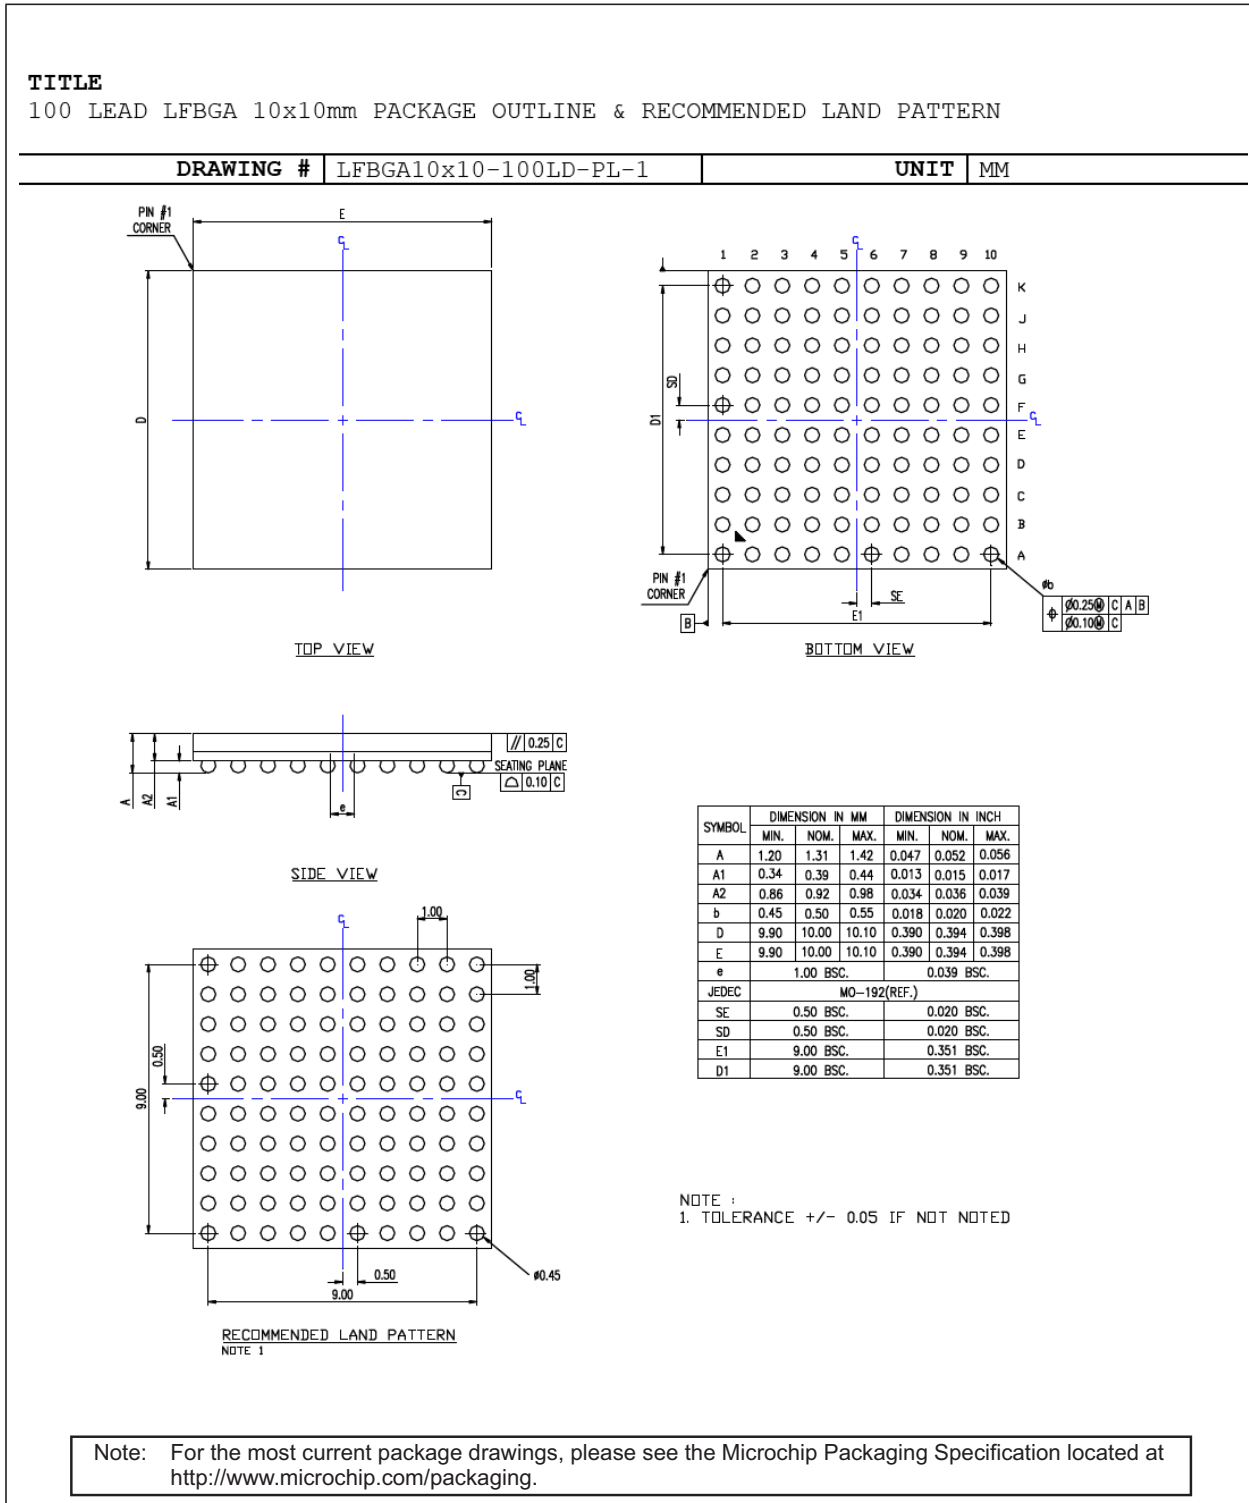 TITLE
100 LEAD LFBGA 10x10mm PACKAGE OUTLINE & RECOMMENDED LAND PATTERN
DRAWING # LFBGA10x10-100LD-PL-1 UNIT MM
PIN #1
CORNER
E
CL
D
CL
TOP VIEW
CL
1 2 3 4 5 6 7 8 9 10
K
J
H
G
F
E
D
C
B
A
SD
D1
CL
PIN #1
CORNER
B
SE
E1
øb
Ø0.25Ⓜ C A B
Ø0.10Ⓜ C
BOTTOM VIEW
// 0.25 C
SEATING PLANE
0.10 C
C
A
A2
A1
e
SIDE VIEW
SYMBOL DIMENSION IN MM DIMENSION IN INCH
MIN. NOM. MAX. MIN. NOM. MAX.
A 1.20 1.31 1.42 0.047 0.052 0.056
A1 0.34 0.39 0.44 0.013 0.015 0.017
A2 0.86 0.92 0.98 0.034 0.036 0.039
b 0.45 0.50 0.55 0.018 0.020 0.022
D 9.90 10.00 10.10 0.390 0.394 0.398
E 9.90 10.00 10.10 0.390 0.394 0.398
e 1.00 BSC. 0.039 BSC.
JEDEC MO-192(REF.)
SE 0.50 BSC. 0.020 BSC.
SD 0.50 BSC. 0.020 BSC.
E1 9.00 BSC. 0.351 BSC.
D1 9.00 BSC. 0.351 BSC.
CL
1.00
1.00
0.50
9.00
CL
0.50
9.00
ø0.45
RECOMMENDED LAND PATTERN
NOTE 1
NOTE :
1. TOLERANCE +/- 0.05 IF NOT NOTED
Note: For the most current package drawings, please see the Microchip Packaging Specification located at
http://www.microchip.com/packaging.